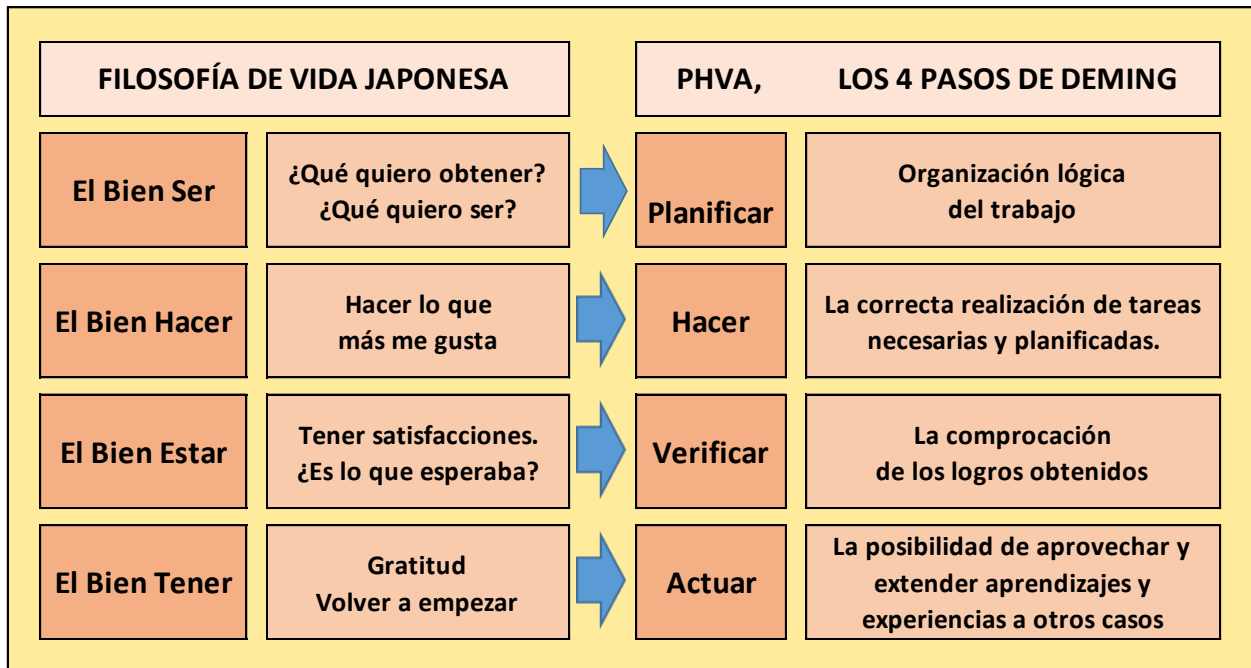 FILOSOFÍA DE VIDA JAPONESA
PHVA, LOS 4 PASOS DE DEMING
El Bien Ser
¿Qué quiero obtener?
¿Qué quiero ser?
Planificar
Organización lógica
del trabajo
El Bien Hacer
Hacer lo que
más me gusta
Hacer
La correcta realización de tareas
necesarias y planificadas.
El Bien Estar
Tener satisfacciones.
¿Es lo que esperaba?
Verificar
La comprocación
de los logros obtenidos
El Bien Tener
Gratitud
Volver a empezar
Actuar
La posibilidad de aprovechar y
extender aprendizajes y
experiencias a otros casos